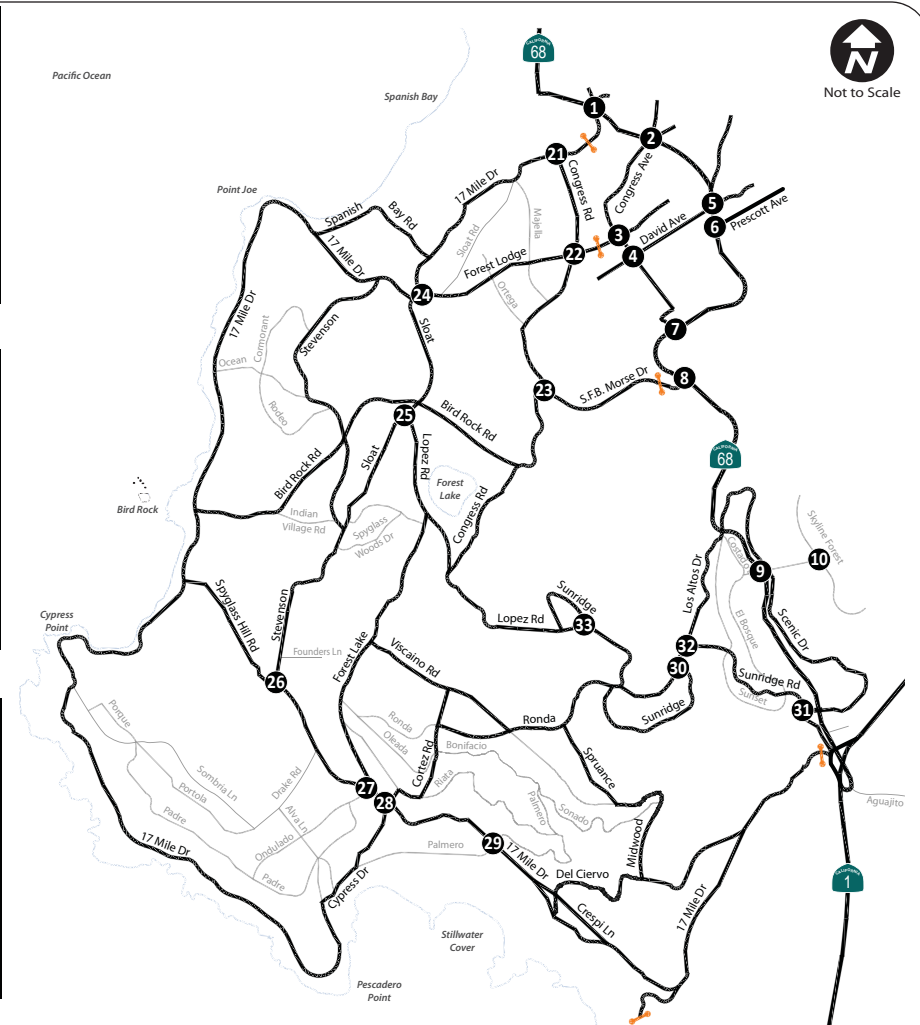 CALIFORNIA
68
N
Not to Scale
Pacific Ocean
Spanish Bay
1
2
21
17 Mile Dr
Congress Rd
Congress Ave
Point Joe
5
Prescott Ave
6
Spanish
Bay Rd
Majella
3
David Ave
4
17 Mile Dr
Sloat Rd
Forest Lodge
22
Ortega
24
17 Mile Dr
Cormorant
Stevenson
Sloat
7
Ocean
8
S.F.B. Morse Dr
23
Rodeo
25
Bird Rock Rd
CALIFORNIA
68
Sloat
Lopez Rd
Bird Rock Rd
Forest
Lake
Congress Rd
Bird Rock
Indian
Village Rd
Spyglass
Woods Dr
Skyline Forest
Costado
10
9
Los Altos Dr
Cypress
Point
Spyglass Hill Rd
Stevenson
Sunridge
Lopez Rd
33
El Bosque
Scenic Dr
Forest Lake
Founders Ln
Viscaino Rd
32
30
26
Sunridge Rd
Sunset
Sunridge
31
Porque
Ronda
Oleada
Ronda
Cortez Rd
Bonifacio
Spruance
Sombria Ln
Portola
Drake Rd
Riata
27
28
Palmero
Sonado
Aguajito
Padre
Alva Ln
Ondulado
17 Mile Dr
Palmero
29
17 Mile Dr
Midwood
Padre
Cypress Dr
Del Ciervo
CALIFORNIA
1
Crespi Ln
17 Mile Dr
Stillwater
Cover
Pescadero
Point